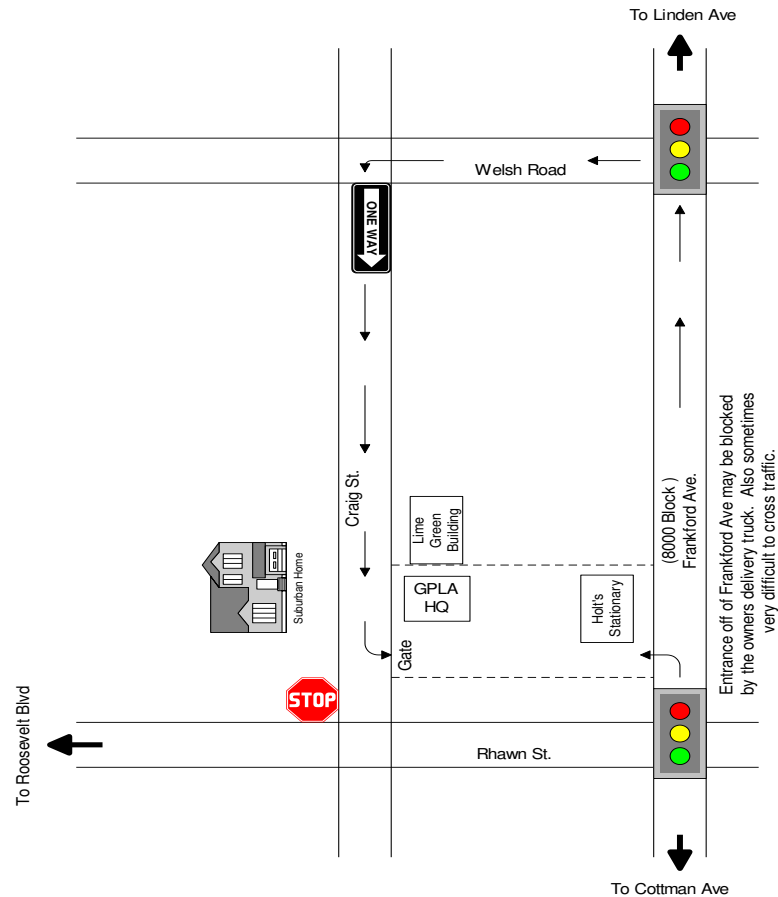 To Linden Ave
Welsh Road
ONE WAY
Craig St.
(8000 Block )
Frankford Ave.
Entrance off of Frankford Ave may be blocked
by the owners delivery truck.  Also sometimes
very difficult to cross traffic.
Lime
Green
Building
Suburban Home
GPLA
HQ
Holt's
Stationary
Gate
STOP
To Roosevelt Blvd
Rhawn St.
To Cottman Ave